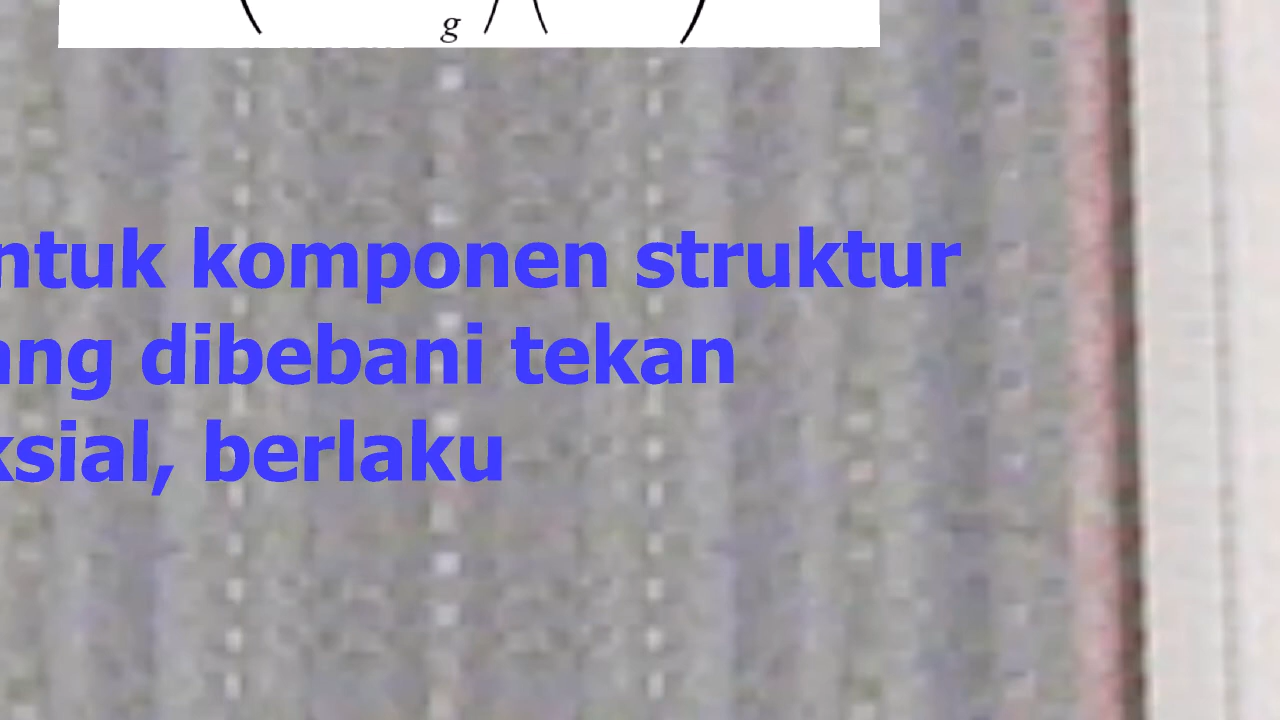 g
ntuk komponen struktur
ang dibebani tekan
ksial, berlaku